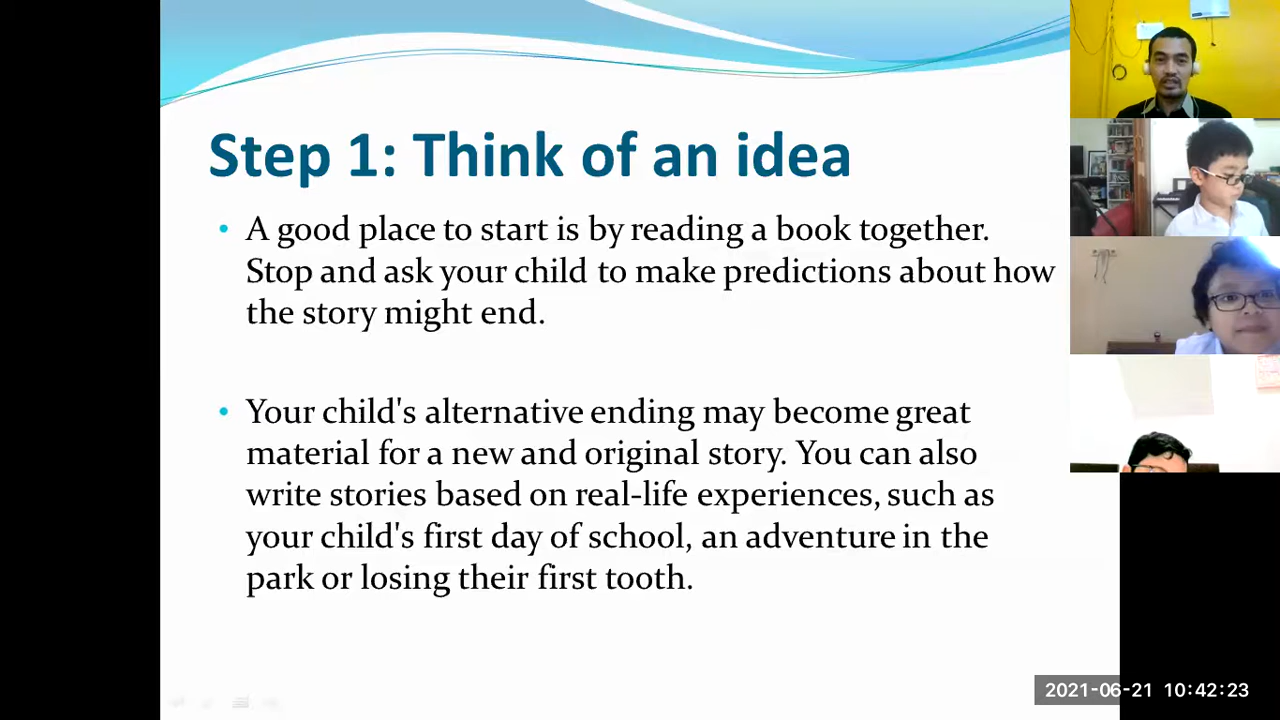 Step 1: Think of an idea
• A good place to start is by reading a book together.
Stop and ask your child to make predictions about how
the story might end.
• Your child's alternative ending may become great
material for a new and original story. You can also
write stories based on real-life experiences, such as
your child's first day of school, an adventure in the
park or losing their first tooth.
2021-06-21 10:42:23